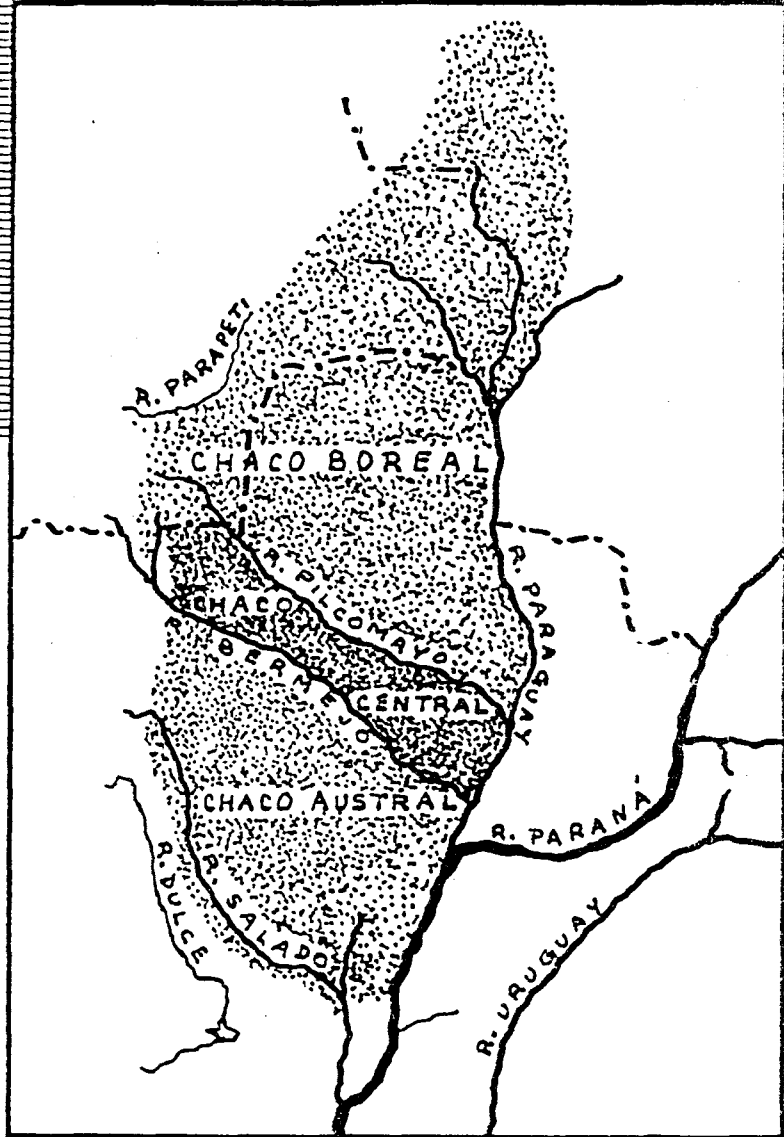 R. PARAPETI
CHACO BOREAL
R. PILCOMAYO
R. PARAGUAY
CHACO
R. BERMEJO
CENTRAL
CHACO AUSTRAL
R. PARANÁ
R. DULCE
R. SALADO
R. URUGUAY